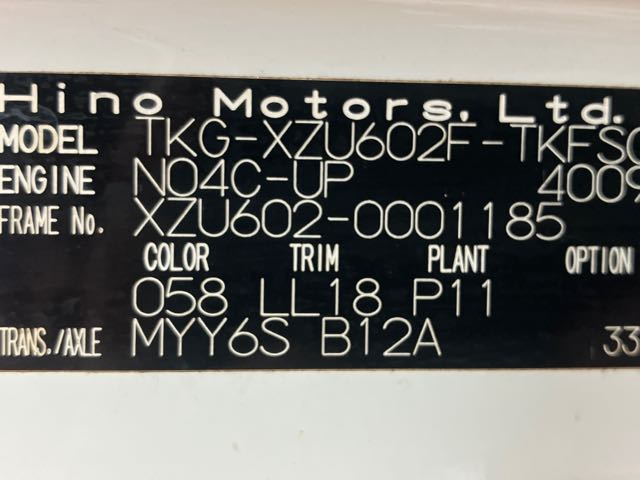 Hino Motors, Ltd.
MODEL TKG-XZU602F-TKFSC
ENGINE N04C-UP 4009
FRAME No. XZU602-0001185
COLOR TRIM PLANT OPTION
058 LL18 P11
TRANS./AXLE MYY6S B12A 33